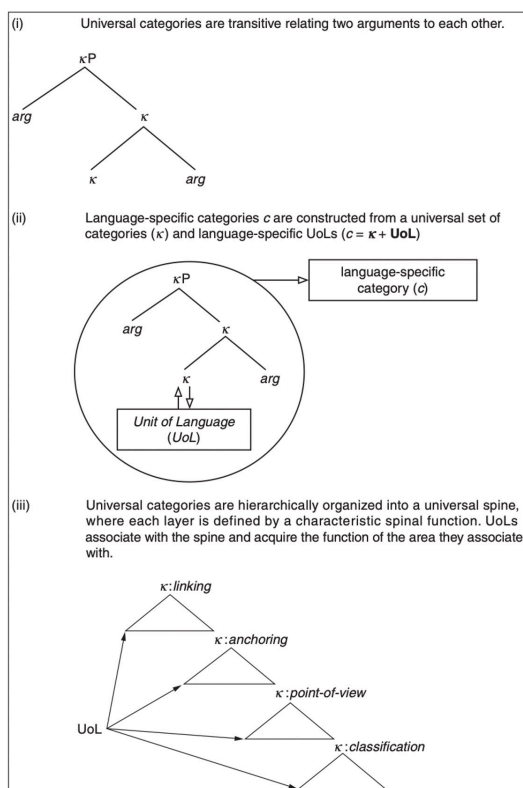 (i) Universal categories are transitive relating two arguments to each other.
κP
arg κ
κ arg
(ii) Language-specific categories c are constructed from a universal set of
categories (κ) and language-specific UoLs (c = κ + UoL)
κP
language-specific
category (c)
arg κ
κ arg
Unit of Language
(UoL)
(iii) Universal categories are hierarchically organized into a universal spine,
where each layer is defined by a characteristic spinal function. UoLs
associate with the spine and acquire the function of the area they associate
with.
κ:linking
κ:anchoring
κ:point-of-view
UoL
κ:classification